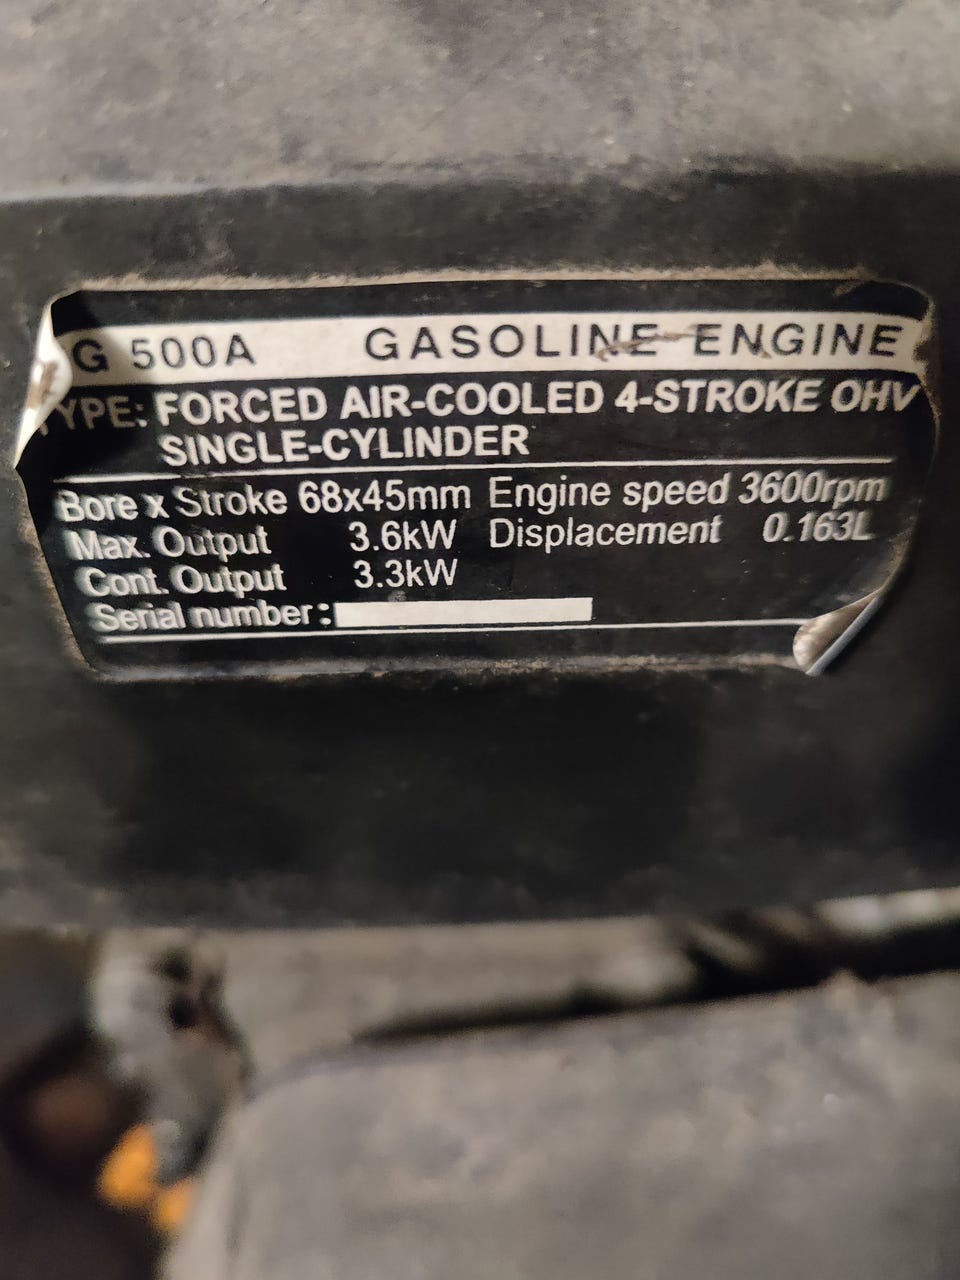 G 500A GASOLINE ENGINE
YPE: FORCED AIR-COOLED 4-STROKE OHV
SINGLE-CYLINDER
Bore x Stroke 68x45mm Engine speed 3600rpm
Max. Output 3.6kW Displacement 0.163L
Cont. Output 3.3kW
Serial number: